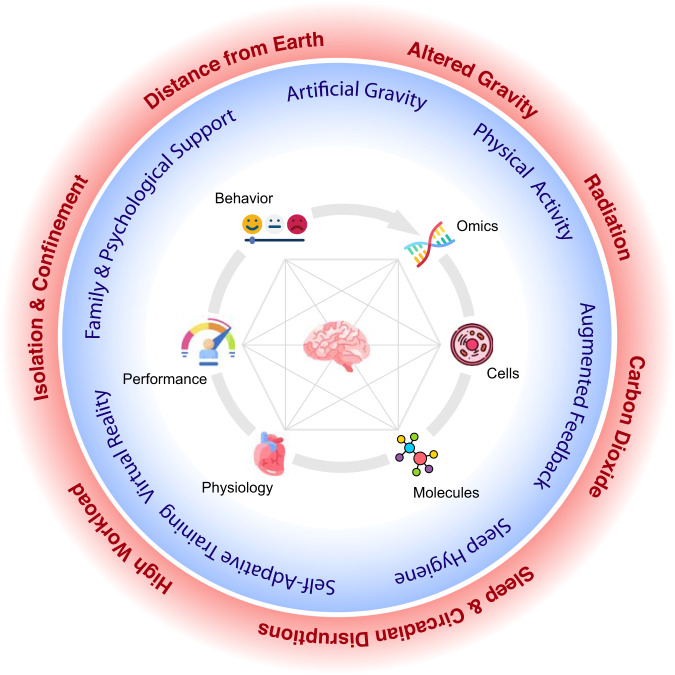 Distance from Earth
Altered Gravity
Radiation
Carbon Dioxide
Sleep & Circadian Disruptions
High Workload
Isolation & Confinement
Artificial Gravity
Physical Activity
Augmented Feedback
Sleep Hygiene
Self-Adpative Training
Virtual Reality
Family & Psychological Support
Behavior
Omics
Cells
Molecules
Physiology
Performance